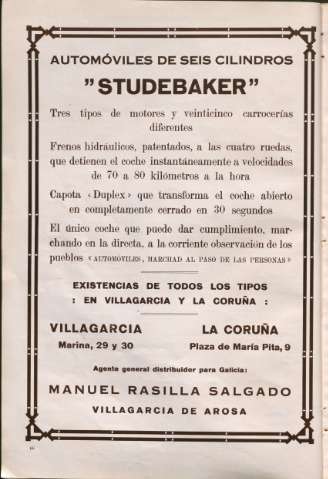 AUTOMÓVILES DE SEIS CILINDROS
"STUDEBAKER"
Tres tipos de motores y veinticinco carrocerías
diferentes
Frenos hidráulicos, patentados, a las cuatro ruedas,
que detienen el coche instantáneamente a velocidades
de 70 a 80 kilómetros a la hora
Capota «Duplex» que transforma el coche abierto
en completamente cerrado en 30 segundos
El único coche que puede dar cumplimiento, mar-
chando en la directa, a la corriente observación de los
pueblos «AUTOMÓVILES, MARCHAD AL PASO DE LAS PERSONAS»
EXISTENCIAS DE TODOS LOS TIPOS
: EN VILLAGARCIA Y LA CORUÑA :
VILLAGARCIA
Marina, 29 y 30
LA CORUÑA
Plaza de María Pita, 9
Agente general distribuidor para Galicia:
MANUEL RASILLA SALGADO
VILLAGARCIA DE AROSA